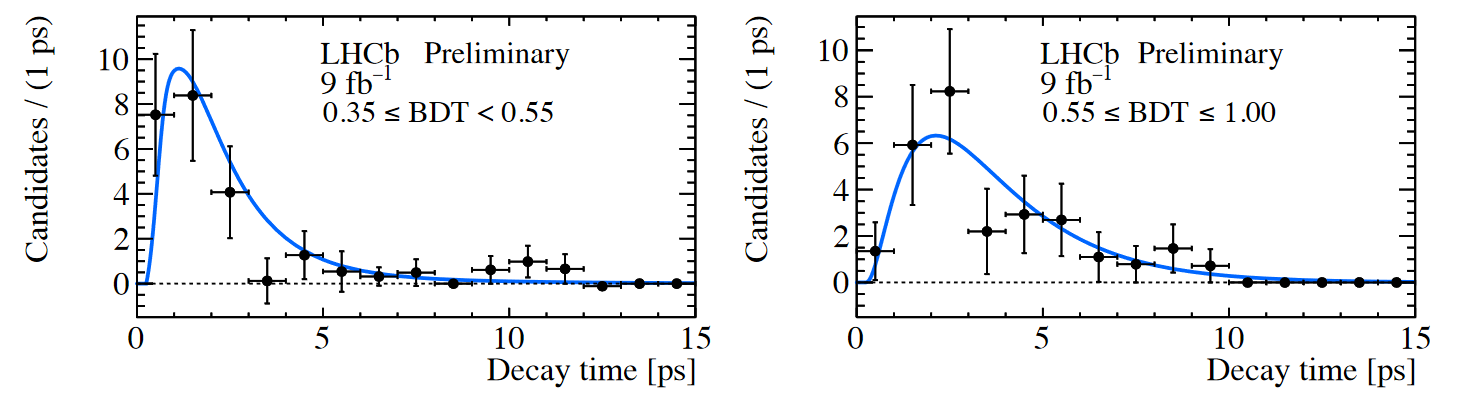 Candidates / (1 ps)
10
8
6
4
2
0
LHCb Preliminary
9 fb⁻¹
0.35 ≤ BDT < 0.55
0 5 10 15
Decay time [ps]
Candidates / (1 ps)
10
8
6
4
2
0
LHCb Preliminary
9 fb⁻¹
0.55 ≤ BDT ≤ 1.00
0 5 10 15
Decay time [ps]